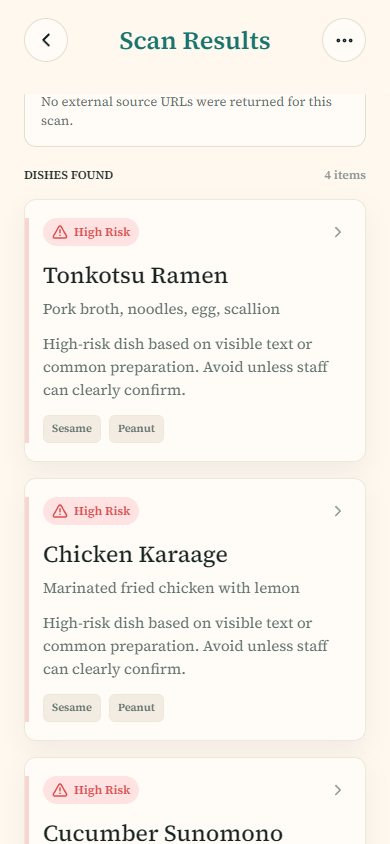 Scan Results
No external source URLs were returned for this
scan.
DISHES FOUND
4 items
High Risk
Tonkotsu Ramen
Pork broth, noodles, egg, scallion
High-risk dish based on visible text or
common preparation. Avoid unless staff
can clearly confirm.
Sesame
Peanut
High Risk
Chicken Karaage
Marinated fried chicken with lemon
High-risk dish based on visible text or
common preparation. Avoid unless staff
can clearly confirm.
Sesame
Peanut
High Risk
Cucumber Sunomono